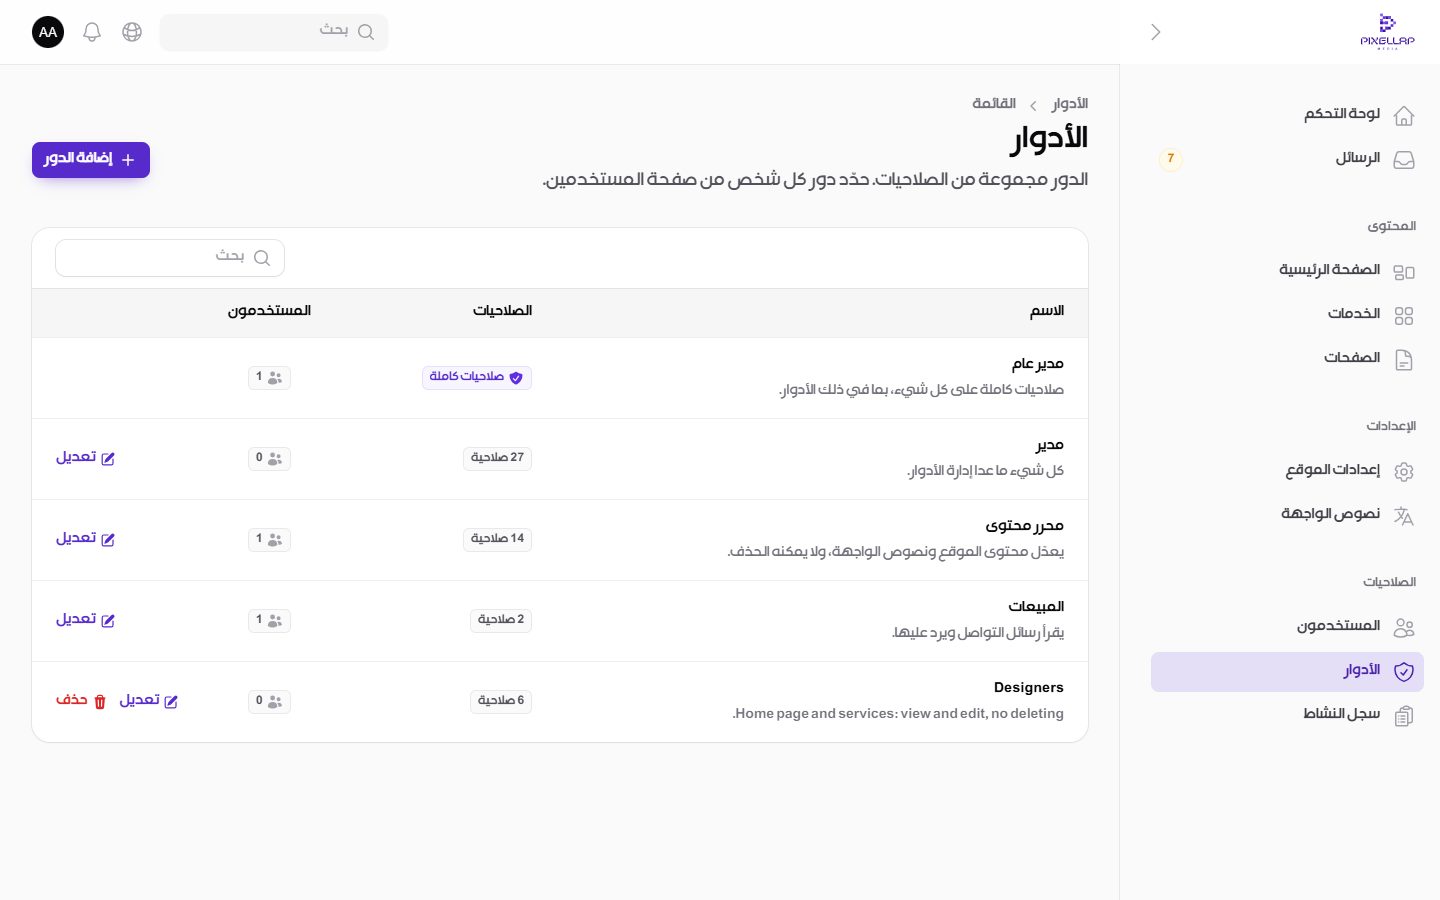 PIXELLAP
MEDIA
بحث
AA
لوحة التحكم
الرسائل
7
المحتوى
الصفحة الرئيسية
الخدمات
الصفحات
الإعدادات
إعدادات الموقع
نصوص الواجهة
الصلاحيات
المستخدمون
الأدوار
سجل النشاط
الأدوار
القائمة
الأدوار
الدور مجموعة من الصلاحيات. حدّد دور كل شخص من صفحة المستخدمين.
إضافة الدور
بحث
الاسم الصلاحيات المستخدمون
مدير عام
صلاحيات كاملة على كل شيء، بما في ذلك الأدوار.
صلاحيات كاملة
1
مدير
كل شيء ما عدا إدارة الأدوار.
27 صلاحية
0
تعديل
محرر محتوى
يعدّل محتوى الموقع ونصوص الواجهة، ولا يمكنه الحذف.
14 صلاحية
1
تعديل
المبيعات
يقرأ رسائل التواصل ويرد عليها.
2 صلاحية
1
تعديل
Designers
Home page and services: view and edit, no deleting.
6 صلاحية
0
تعديل
حذف